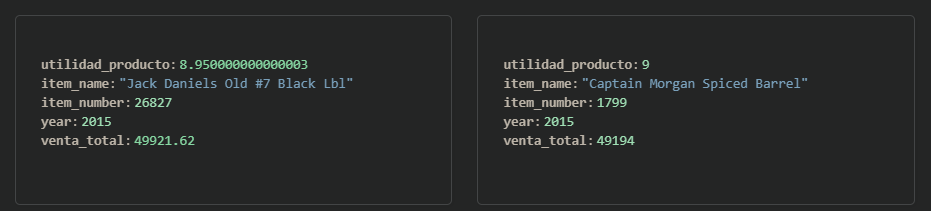 utilidad_producto: 8.950000000000003
item_name: "Jack Daniels Old #7 Black Lbl"
item_number: 26827
year: 2015
venta_total: 49921.62
utilidad_producto: 9
item_name: "Captain Morgan Spiced Barrel"
item_number: 1799
year: 2015
venta_total: 49194